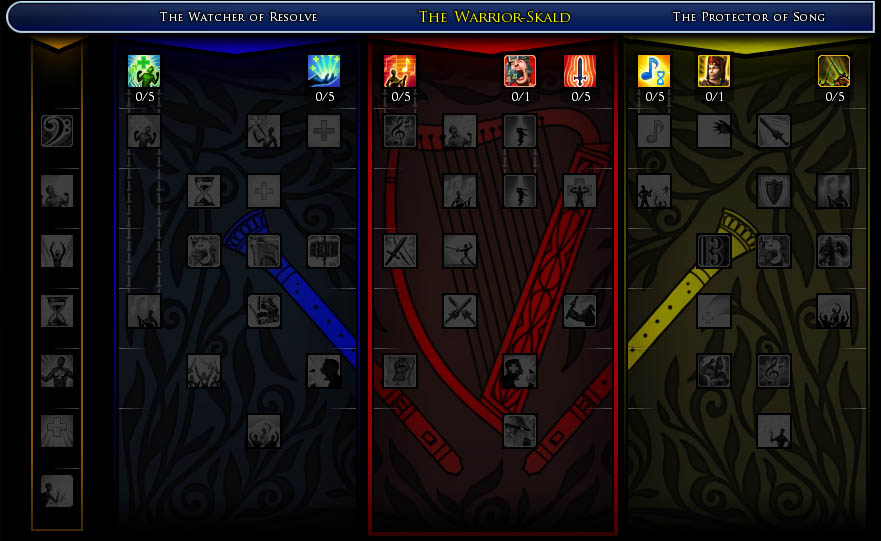 The Watcher of Resolve The Warrior-Skald The Protector of Song
0/5 0/5 0/5 0/1 0/5 0/5 0/1 0/5